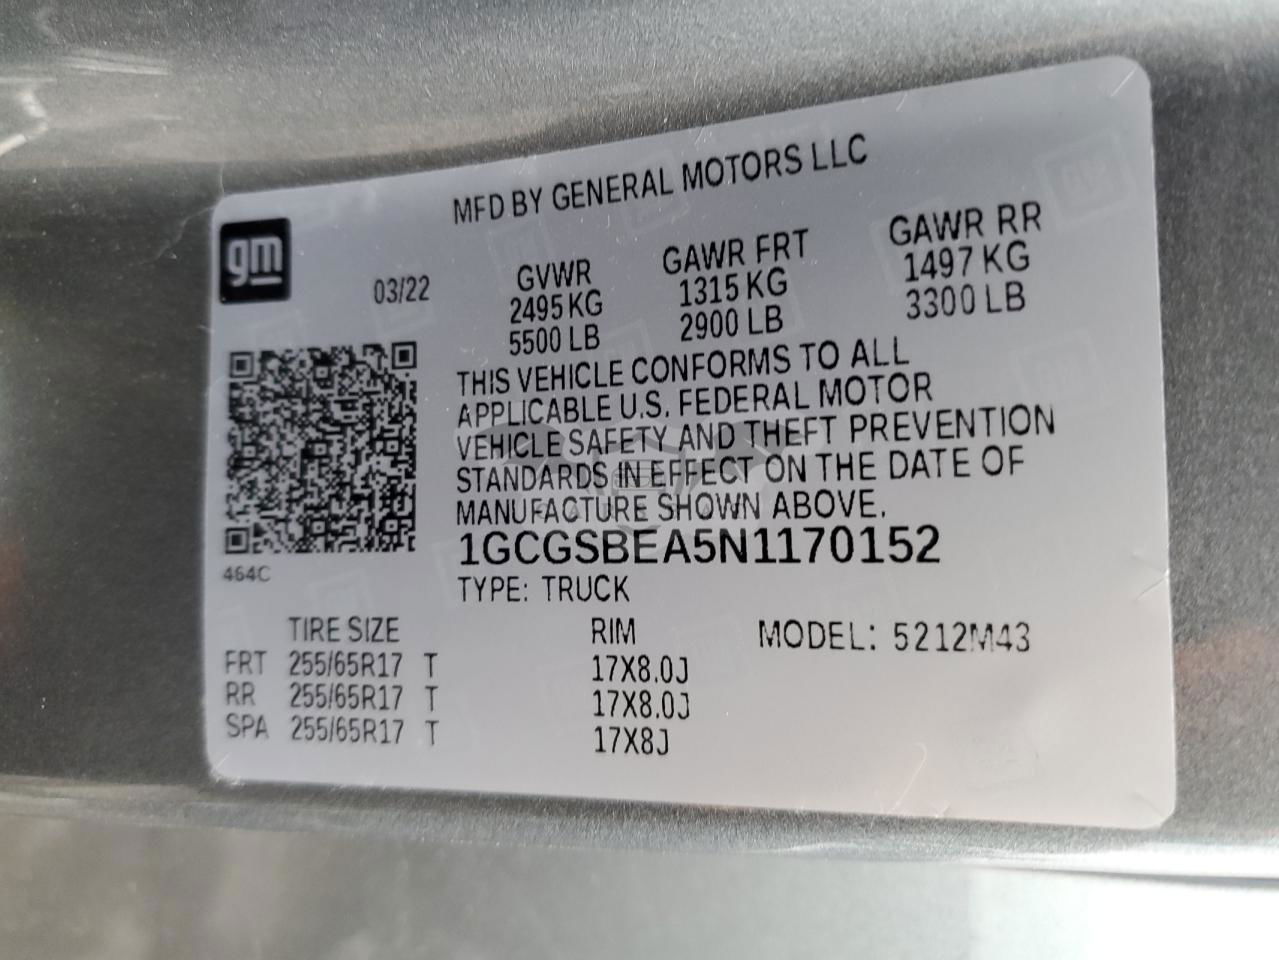 MFD BY GENERAL MOTORS LLC
gm
03/22
GVWR GAWR FRT GAWR RR
2495 KG 1315 KG 1497 KG
5500 LB 2900 LB 3300 LB
THIS VEHICLE CONFORMS TO ALL
APPLICABLE U.S. FEDERAL MOTOR
VEHICLE SAFETY AND THEFT PREVENTION
STANDARDS IN EFFECT ON THE DATE OF
MANUFACTURE SHOWN ABOVE.
1GCGSBEA5N1170152
464C
TYPE: TRUCK
TIRE SIZE RIM MODEL: 5212M43
FRT 255/65R17 T 17X8.0J
RR 255/65R17 T 17X8.0J
SPA 255/65R17 T 17X8J